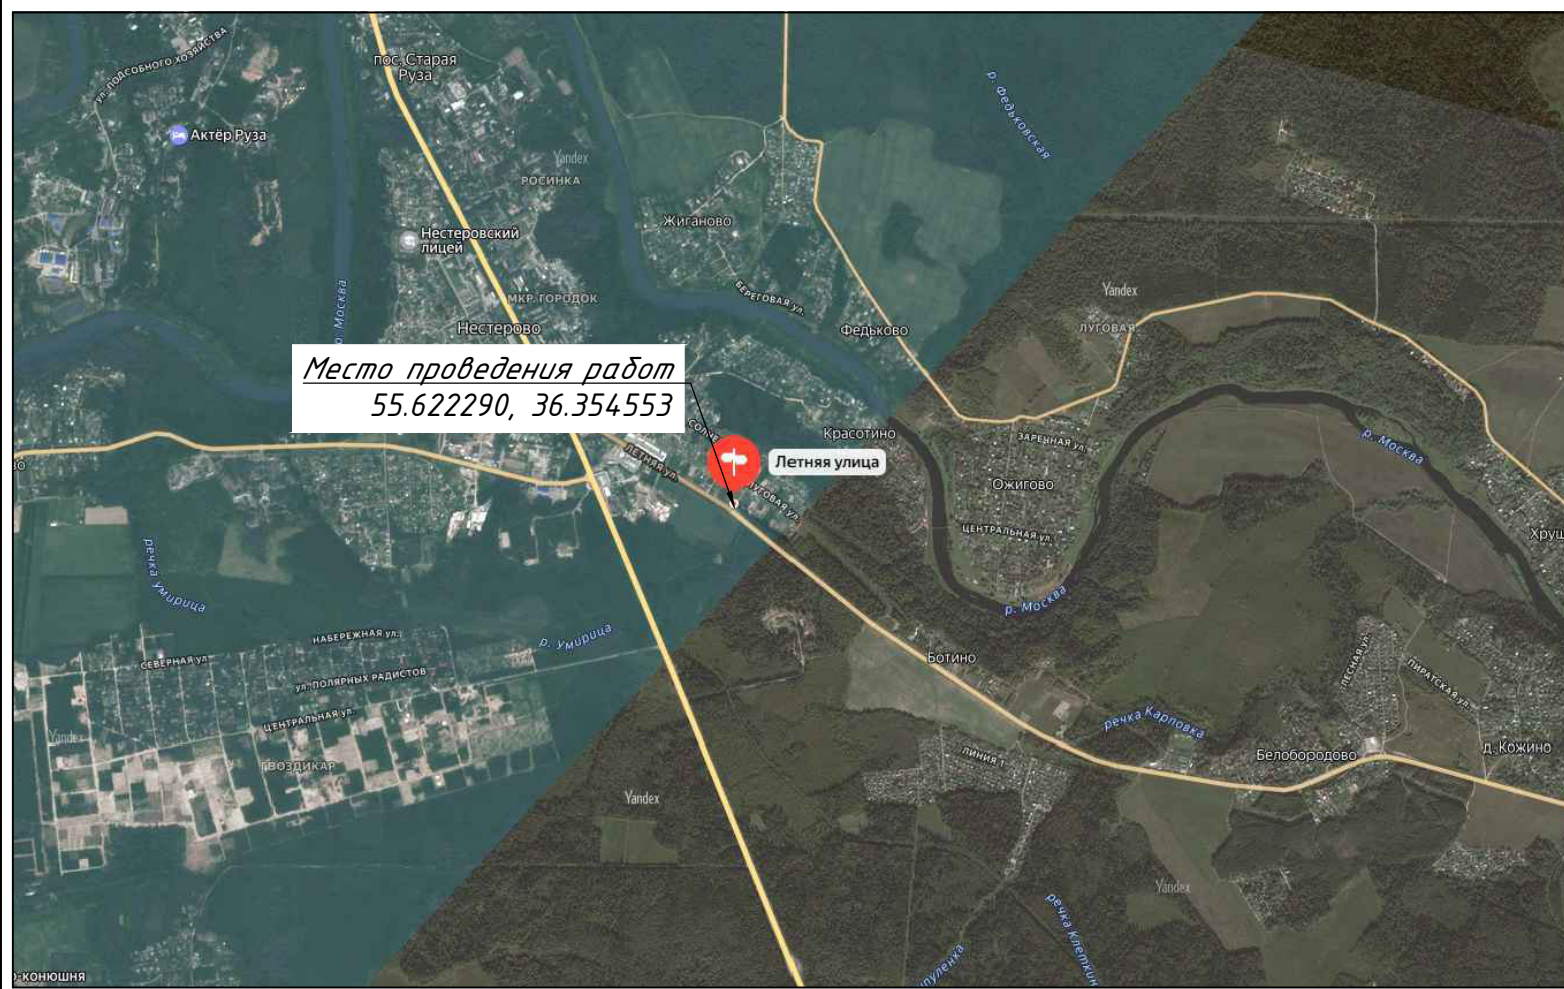 ул. ПОДСОБНОГО ХОЗЯЙСТВА
пос. Старая
Руза
р. Федьковская
Актёр Руза
Yandex
РОСИНКА
Жиганово
Нестеровский
лицей
МКР. ГОРОДОК
р. Москва
БЕРЕГОВАЯ ул.
Yandex
Нестерово
Федьково
ЛУГОВАЯ
Место проведения работ
55.622290, 36.354553
Красотино
ЗАРЕЧНАЯ ул.
р. Москва
ЛЕТНЯЯ ул.
Летняя улица
ЛУГОВАЯ ул.
Ожигово
ЦЕНТРАЛЬНАЯ ул.
Хрущ
речка Умирица
р. Москва
НАБЕРЕЖНАЯ ул.
р. Умирица
СЕВЕРНАЯ ул.
Ботино
ЛЕСНАЯ ул.
ул. ПОЛЯРНЫХ РАДИСТОВ
ПИРАТСКАЯ ул.
ЦЕНТРАЛЬНАЯ ул.
речка Карповка
Yandex
ЛИНИЯ 1
Белобородово
д. Кожино
ГВОЗДИКА
Yandex
Yandex
речка Клеткин
-КОНЮШНЯ